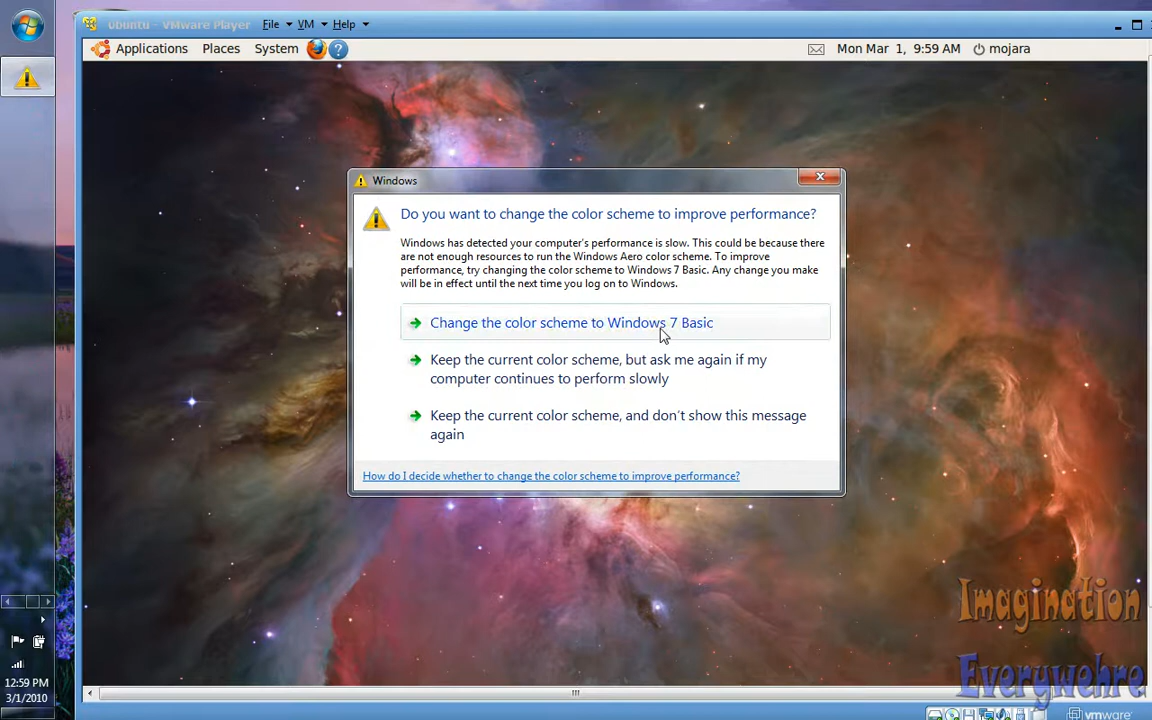 Ubuntu - VMware Player File VM Help
Applications Places System ? Mon Mar 1, 9:59 AM mojara
Windows
Do you want to change the color scheme to improve performance?
Windows has detected your computer's performance is slow. This could be because there
are not enough resources to run the Windows Aero color scheme. To improve
performance, try changing the color scheme to Windows 7 Basic. Any change you make
will be in effect until the next time you log on to Windows.
Change the color scheme to Windows 7 Basic
Keep the current color scheme, but ask me again if my
computer continues to perform slowly
Keep the current color scheme, and don't show this message
again
How do I decide whether to change the color scheme to improve performance?
Imagination
Everywehre
12:59 PM
3/1/2010
vmware